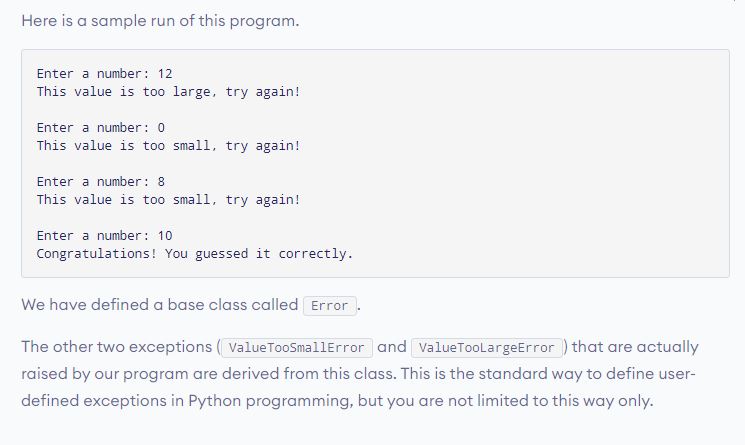 Here is a sample run of this program.
Enter a number: 12
This value is too large, try again!
Enter a number: 0
This value is too small, try again!
Enter a number: 8
This value is too small, try again!
Enter a number: 10
Congratulations! You guessed it correctly.
We have defined a base class called Error.
The other two exceptions (ValueTooSmallError and ValueTooLargeError) that are actually
raised by our program are derived from this class. This is the standard way to define user-
defined exceptions in Python programming, but you are not limited to this way only.